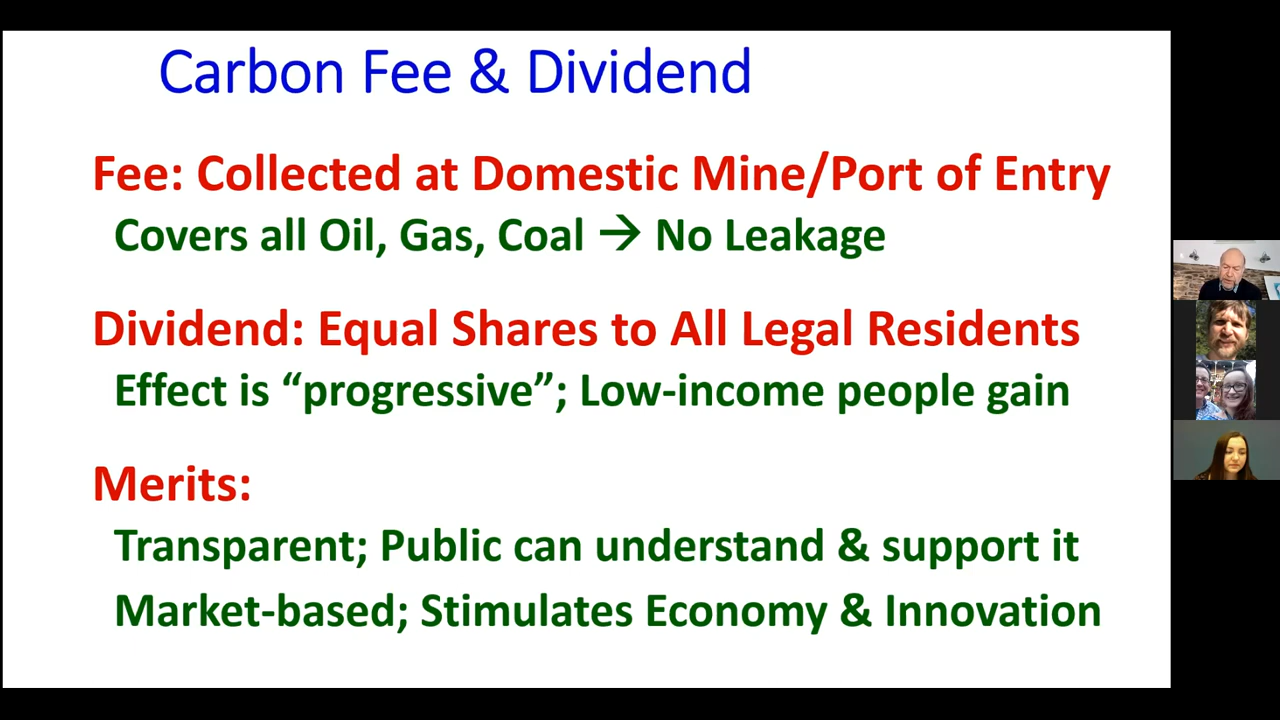 Carbon Fee & Dividend
Fee: Collected at Domestic Mine/Port of Entry
Covers all Oil, Gas, Coal → No Leakage
Dividend: Equal Shares to All Legal Residents
Effect is “progressive”; Low-income people gain
Merits:
Transparent; Public can understand & support it
Market-based; Stimulates Economy & Innovation